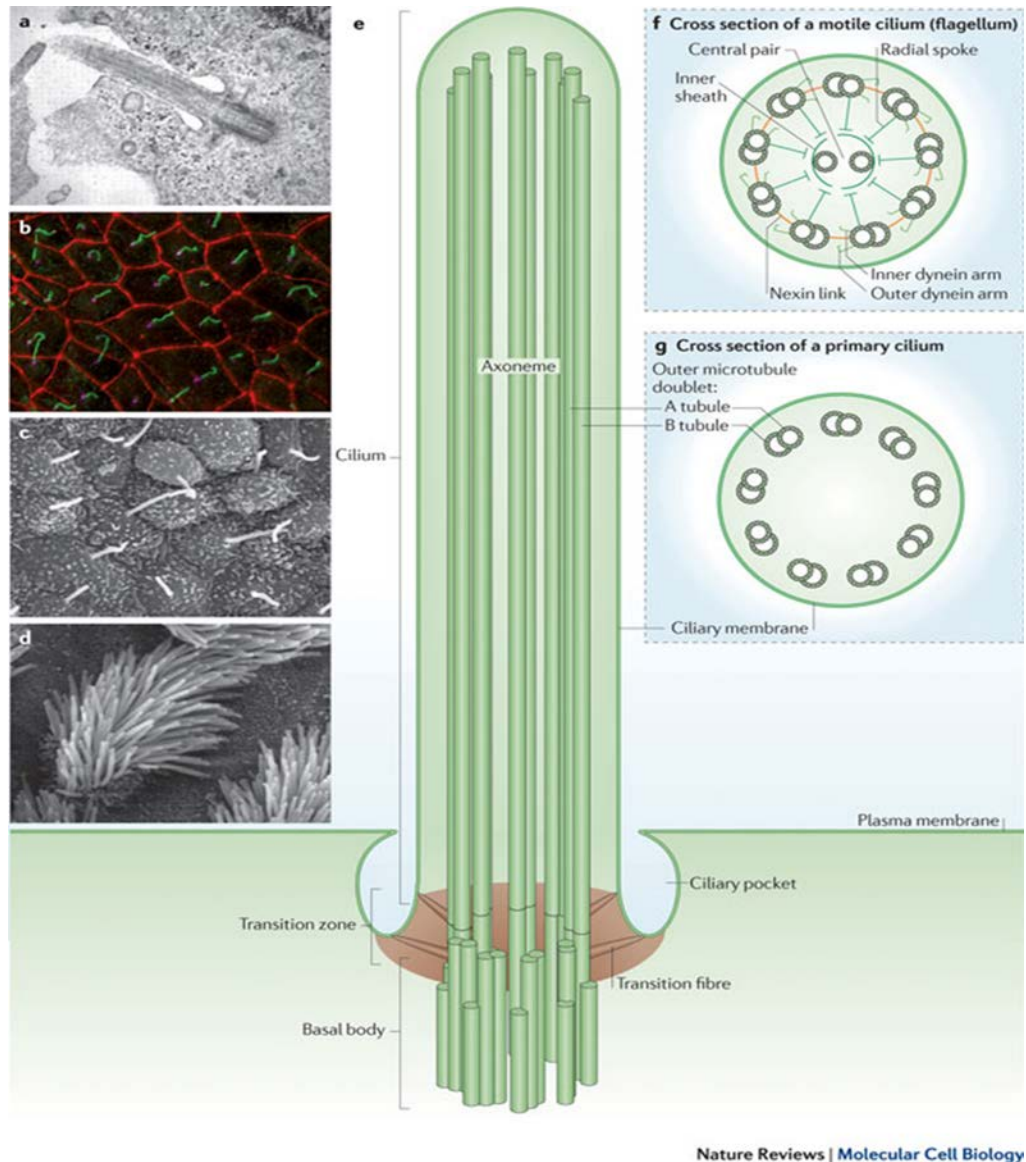 a
b
c
d
e
Cilium
Axoneme
Transition zone
Basal body
f Cross section of a motile cilium (flagellum)
Central pair
Radial spoke
Inner
sheath
Inner dynein arm
Nexin link
Outer dynein arm
g Cross section of a primary cilium
Outer microtubule
doublet:
A tubule
B tubule
Ciliary membrane
Plasma membrane
Ciliary pocket
Transition fibre
Nature Reviews | Molecular Cell Biology